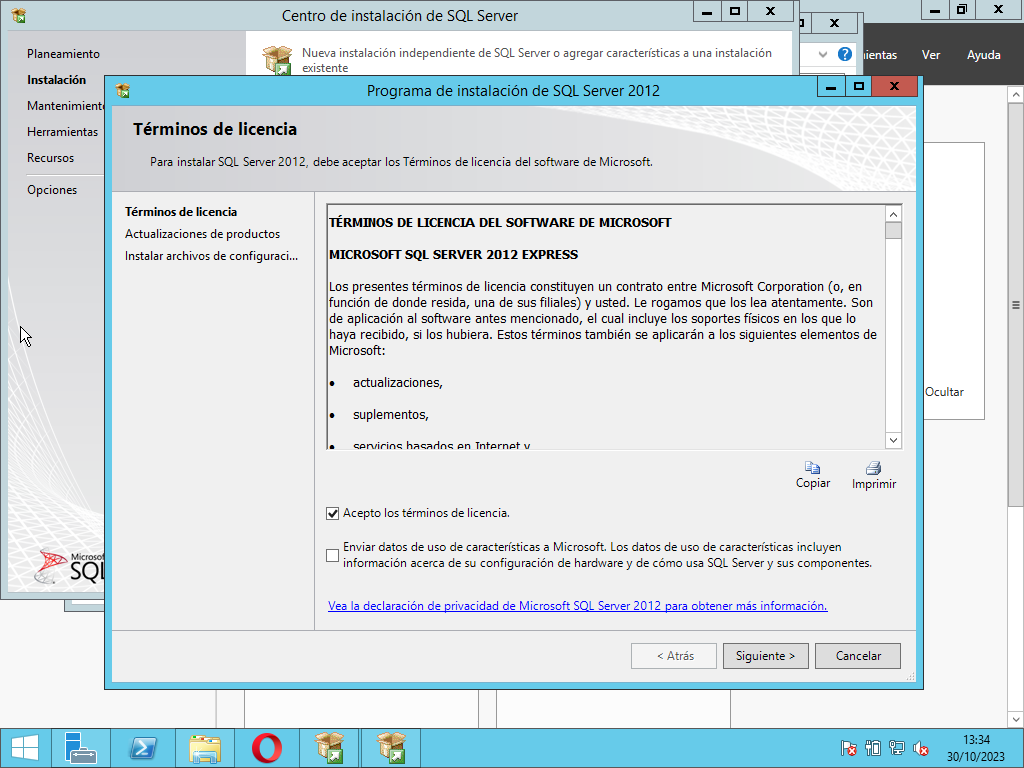 Centro de instalación de SQL Server
Planeamiento
Instalación
Mantenimiento
Herramientas
Recursos
Opciones
Nueva instalación independiente de SQL Server o agregar características a una instalación
existente
Ver
Ayuda
Programa de instalación de SQL Server 2012
Términos de licencia
Para instalar SQL Server 2012, debe aceptar los Términos de licencia del software de Microsoft.
Términos de licencia
Actualizaciones de productos
Instalar archivos de configuraci...
TÉRMINOS DE LICENCIA DEL SOFTWARE DE MICROSOFT
MICROSOFT SQL SERVER 2012 EXPRESS
Los presentes términos de licencia constituyen un contrato entre Microsoft Corporation (o, en
función de donde resida, una de sus filiales) y usted. Le rogamos que los lea atentamente. Son
de aplicación al software antes mencionado, el cual incluye los soportes físicos en los que lo
haya recibido, si los hubiera. Estos términos también se aplicarán a los siguientes elementos de
Microsoft:
• actualizaciones,
• suplementos,
• servicios basados en Internet y
Copiar
Imprimir
Acepto los términos de licencia.
Enviar datos de uso de características a Microsoft. Los datos de uso de características incluyen
información acerca de su configuración de hardware y de cómo usa SQL Server y sus componentes.
Vea la declaración de privacidad de Microsoft SQL Server 2012 para obtener más información.
< Atrás
Siguiente >
Cancelar
Ocultar
Microsoft
SQL
13:34
30/10/2023